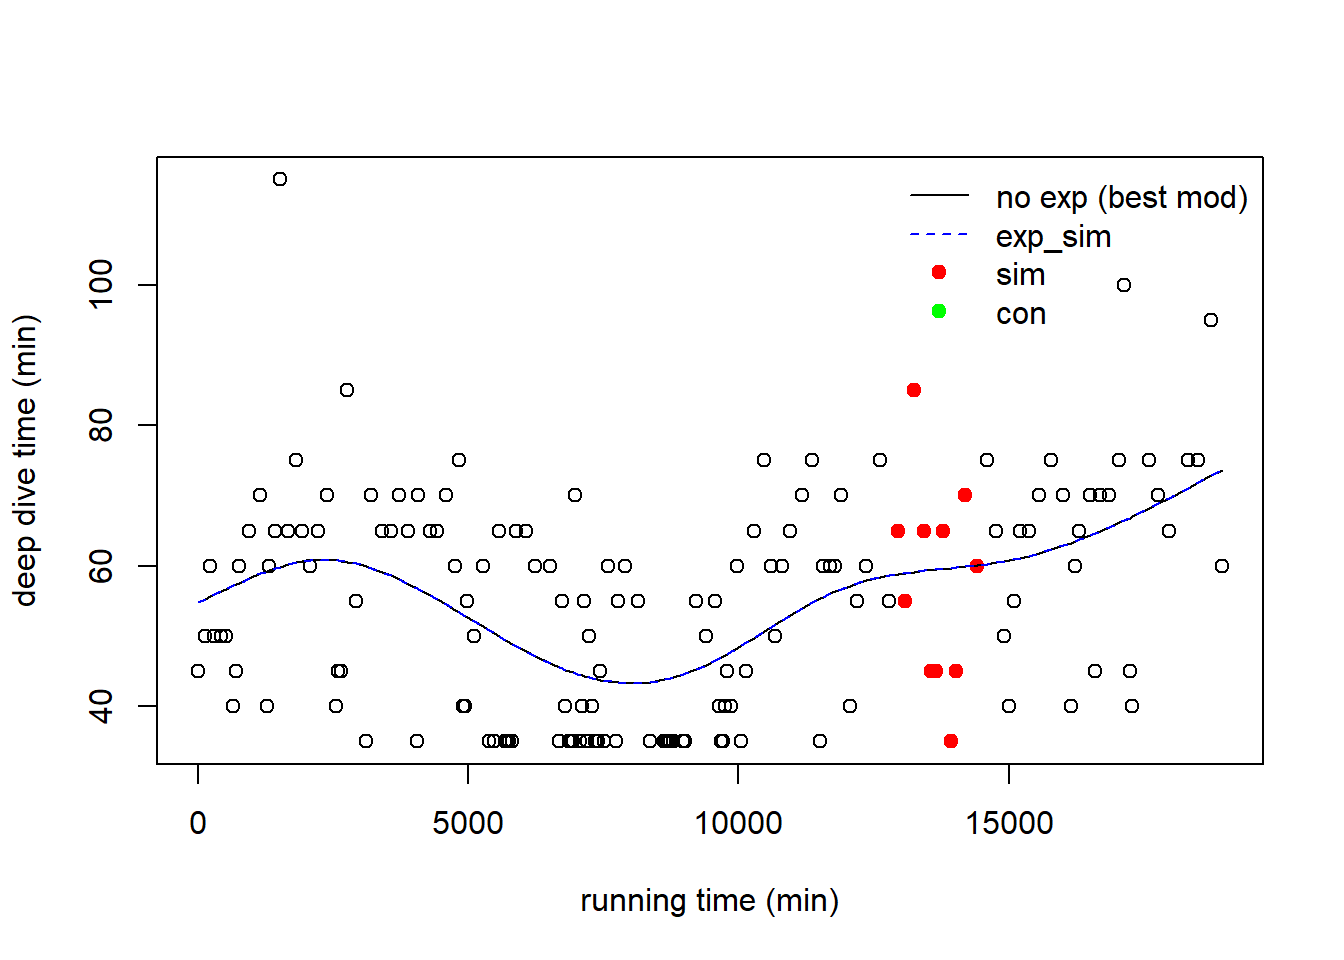 no exp (best mod)
exp_sim
sim
con
deep dive time (min)
100
80
60
40
0 5000 10000 15000
running time (min)